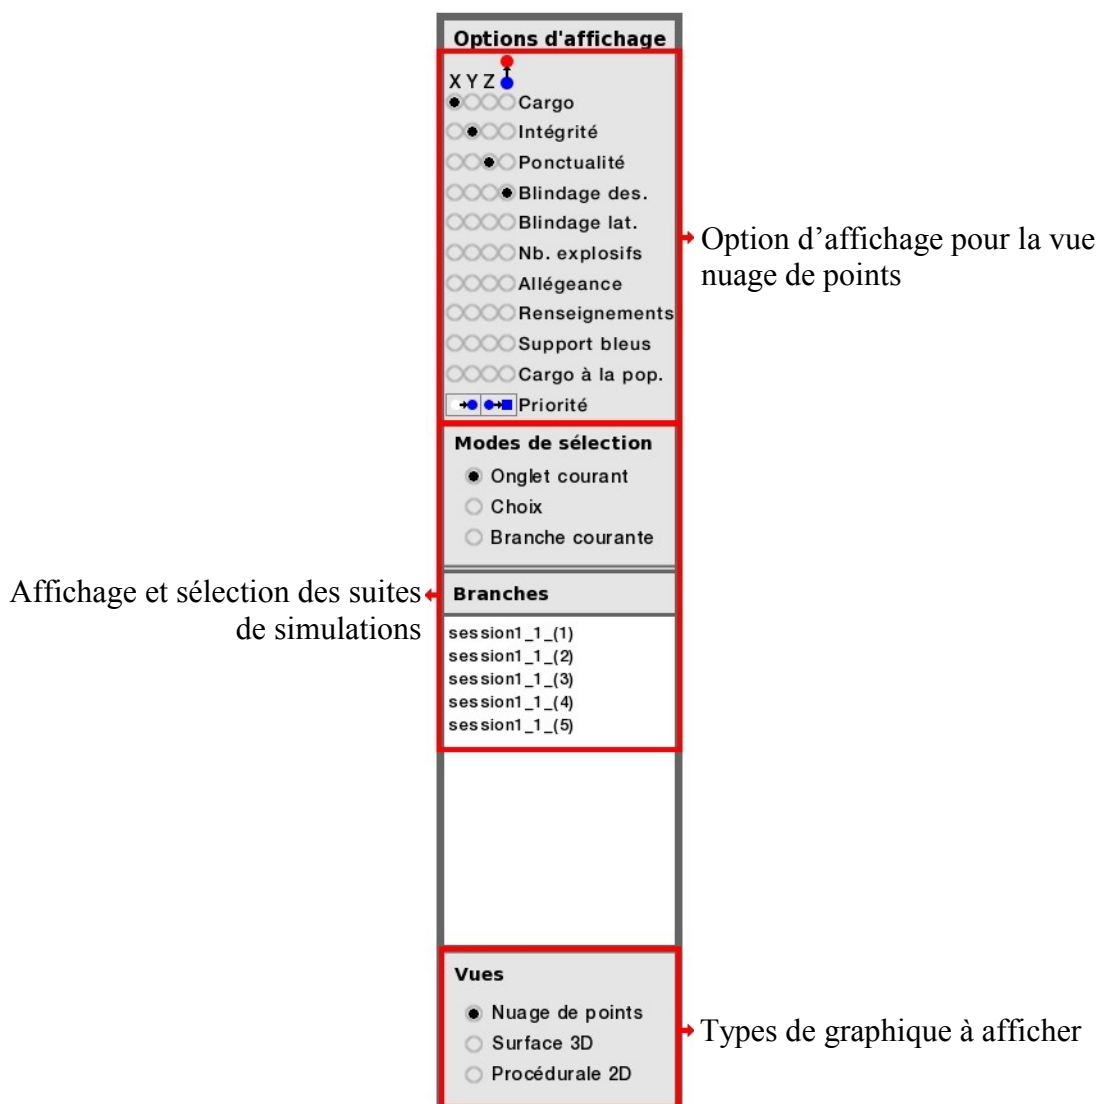 Options d'affichage
X Y Z
Cargo
Intégrité
Ponctualité
Blindage des.
Blindage lat.
Nb. explosifs
Allégeance
Renseignements
Support bleus
Cargo à la pop.
Priorité
Option d’affichage pour la vue
nuage de points
Modes de sélection
Onglet courant
Choix
Branche courante
Affichage et sélection des suites
de simulations
Branches
session1_1_(1)
session1_1_(2)
session1_1_(3)
session1_1_(4)
session1_1_(5)
Vues
Nuage de points
Surface 3D
Procédurale 2D
Types de graphique à afficher